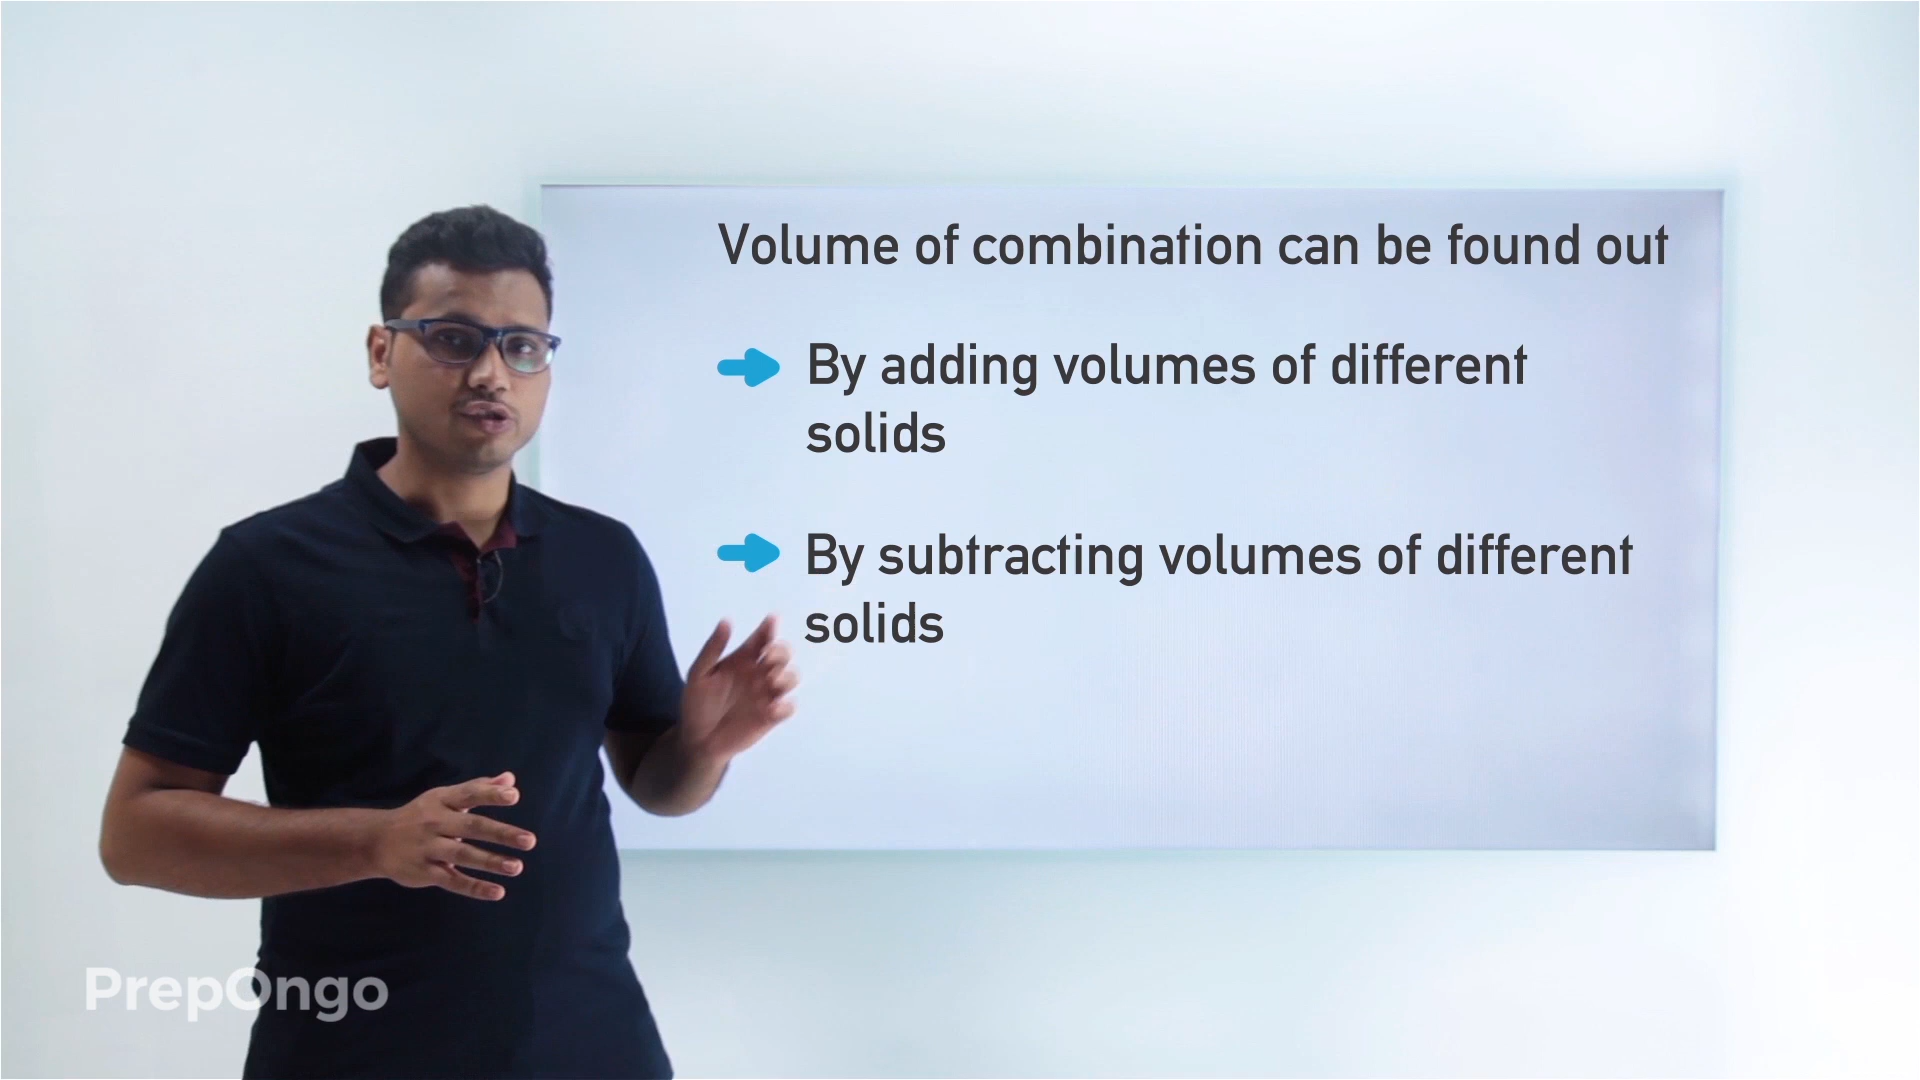 Volume of combination can be found out
By adding volumes of different
solids
By subtracting volumes of different
solids
PrepOngo